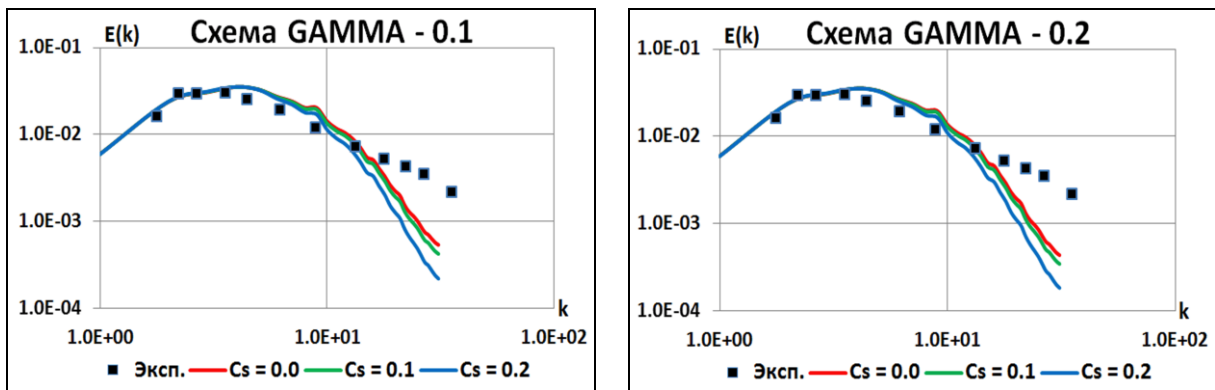 E(k) Схема GAMMA - 0.1
1.0E-01
1.0E-02
1.0E-03
1.0E-04
k
1.0E+00 1.0E+01 1.0E+02
Эксп. Cs = 0.0 Cs = 0.1 Cs = 0.2
E(k) Схема GAMMA - 0.2
1.0E-01
1.0E-02
1.0E-03
1.0E-04
k
1.0E+00 1.0E+01 1.0E+02
Эксп. Cs = 0.0 Cs = 0.1 Cs = 0.2